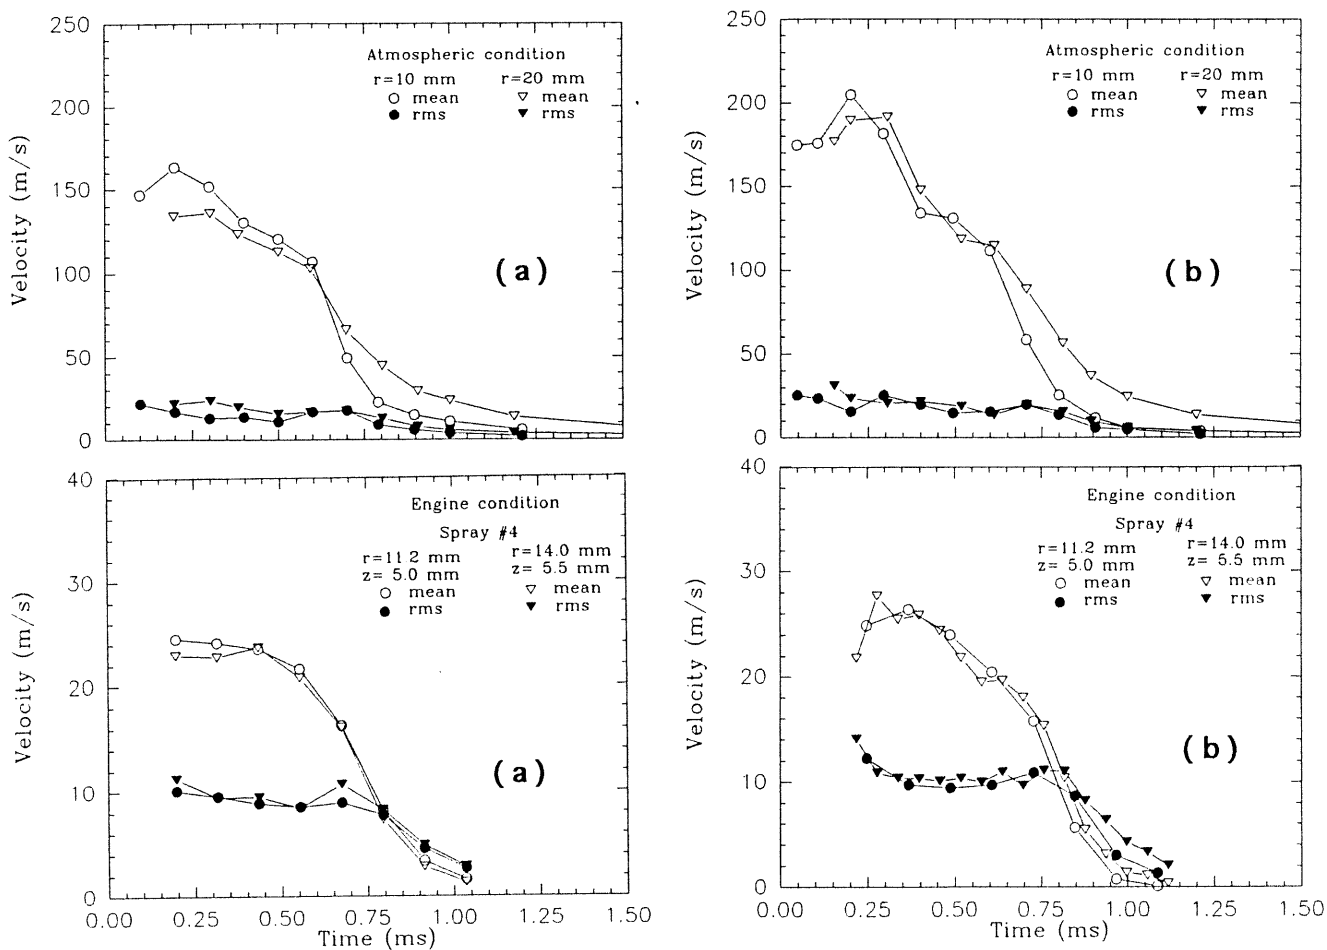 250
200
150
100
50
0
Velocity (m/s)
Atmospheric condition
r=10 mm r=20 mm
mean mean
rms rms
(a)
250
200
150
100
50
0
Velocity (m/s)
Atmospheric condition
r=10 mm r=20 mm
mean mean
rms rms
(b)
40
30
20
10
0
Velocity (m/s)
Engine condition
Spray #4
r=11.2 mm r=14.0 mm
z= 5.0 mm z= 5.5 mm
mean mean
rms rms
(a)
0.00 0.25 0.50 0.75 1.00 1.25 1.50
Time (ms)
40
30
20
10
0
Velocity (m/s)
Engine condition
Spray #4
r=11.2 mm r=14.0 mm
z= 5.0 mm z= 5.5 mm
mean mean
rms rms
(b)
0.00 0.25 0.50 0.75 1.00 1.25 1.50
Time (ms)